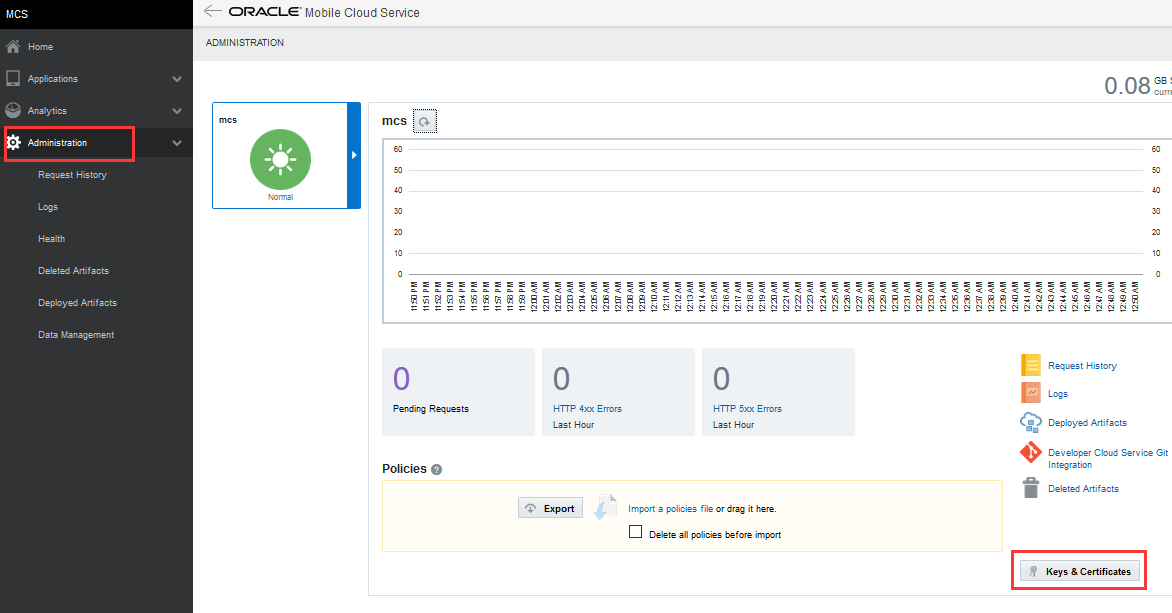 MCS
ORACLE® Mobile Cloud Service
Home
Applications
Analytics
Administration
Request History
Logs
Health
Deleted Artifacts
Deployed Artifacts
Data Management
ADMINISTRATION
0.08 GB
curre
mcs
Normal
mcs
60 60
50 50
40 40
30 30
20 20
10 10
0 0
11:50 PM 11:51 PM 11:52 PM 11:53 PM 11:54 PM 11:55 PM 11:56 PM 11:57 PM 11:58 PM 11:59 PM 12:00 AM 12:01 AM 12:02 AM 12:03 AM 12:04 AM 12:05 AM 12:06 AM 12:07 AM 12:08 AM 12:09 AM 12:10 AM 12:11 AM 12:12 AM 12:13 AM 12:14 AM 12:15 AM 12:16 AM 12:17 AM 12:18 AM 12:19 AM 12:20 AM 12:21 AM 12:22 AM 12:23 AM 12:24 AM 12:25 AM 12:26 AM 12:27 AM 12:28 AM 12:29 AM 12:30 AM 12:31 AM 12:32 AM 12:33 AM 12:34 AM 12:35 AM 12:36 AM 12:37 AM 12:38 AM 12:39 AM 12:40 AM 12:41 AM 12:42 AM 12:43 AM 12:44 AM 12:45 AM 12:46 AM 12:47 AM 12:48 AM 12:49 AM 12:50 AM
0
Pending Requests
0
HTTP 4xx Errors
Last Hour
0
HTTP 5xx Errors
Last Hour
Request History
Logs
Deployed Artifacts
Developer Cloud Service Git
Integration
Deleted Artifacts
Policies ?
Export
Import a policies file or drag it here.
Delete all policies before import
Keys & Certificates